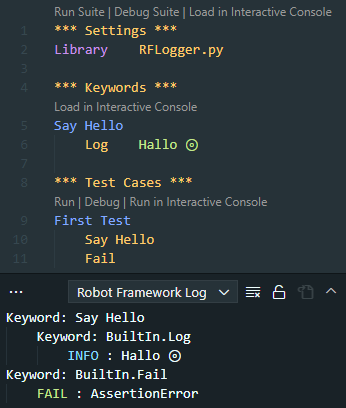 Run Suite | Debug Suite | Load in Interactive Console
1 *** Settings ***
2 Library    RFLogger.py
3
4 *** Keywords ***
Load in Interactive Console
5 Say Hello
6     Log    Hallo ⊚
7
8 *** Test Cases ***
Run | Debug | Run in Interactive Console
9 First Test
10     Say Hello
11     Fail
··· Robot Framework Log
Keyword: Say Hello
    Keyword: BuiltIn.Log
        INFO : Hallo ⊚
Keyword: BuiltIn.Fail
    FAIL : AssertionError